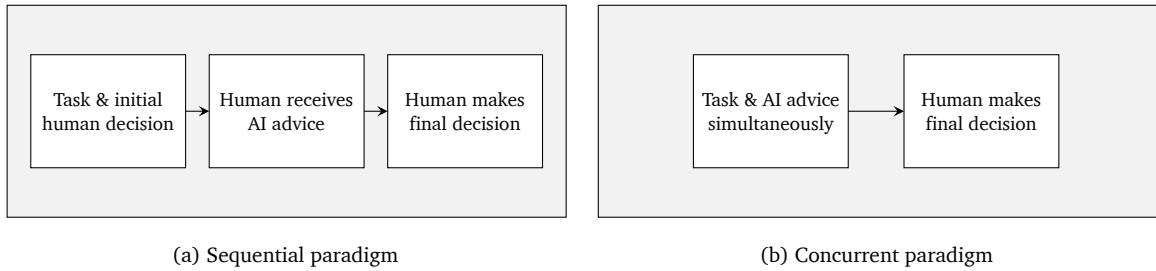 Task & initial
human decision
Human receives
AI advice
Human makes
final decision
(a) Sequential paradigm
Task & AI advice
simultaneously
Human makes
final decision
(b) Concurrent paradigm